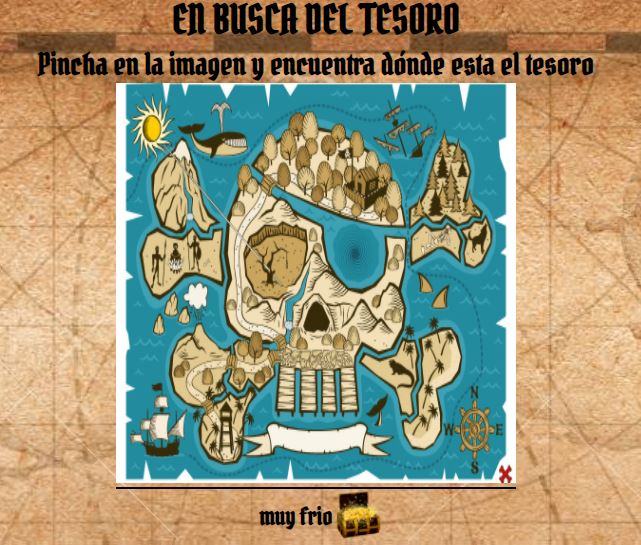 EN BUSCA DEL TESORO
Pincha en la imagen y encuentra dónde esta el tesoro
N
W E
S
muy frio